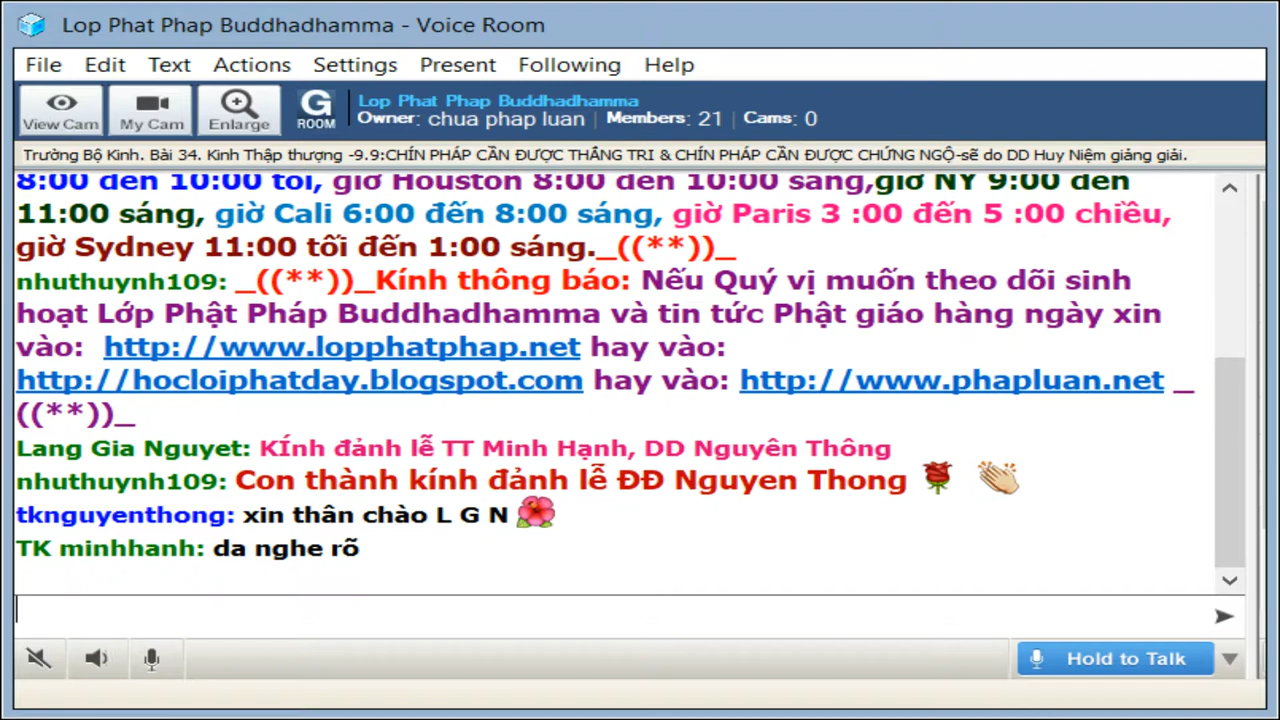 Lop Phat Phap Buddhadhamma - Voice Room
File Edit Text Actions Settings Present Following Help
View Cam My Cam Enlarge G ROOM
Lop Phat Phap Buddhadhamma
Owner: chua phap luan | Members: 21 | Cams: 0
Trường Bộ Kinh. Bài 34. Kinh Thập thượng -9.9:CHÍN PHÁP CẦN ĐƯỢC THẮNG TRI & CHÍN PHÁP CẦN ĐƯỢC CHỨNG NGỘ-sẽ do DD Huy Niệm giảng giải.
8:00 đến 10:00 tối, giờ Houston 8:00 đến 10:00 sáng,giờ NY 9:00 đến
11:00 sáng, giờ Cali 6:00 đến 8:00 sáng, giờ Paris 3 :00 đến 5 :00 chiều,
giờ Sydney 11:00 tối đến 1:00 sáng._((**))_
nhuthuynh109: _((**))_Kính thông báo: Nếu Quý vị muốn theo dõi sinh
hoạt Lớp Phật Pháp Buddhadhamma và tin tức Phật giáo hàng ngày xin
vào: http://www.lopphatphap.net hay vào:
http://hocloiphatday.blogspot.com hay vào: http://www.phapluan.net _
((**))_
Lang Gia Nguyet: KÍnh đảnh lễ TT Minh Hạnh, DD Nguyên Thông
nhuthuynh109: Con thành kính đảnh lễ ĐĐ Nguyen Thong
tknguyenthong: xin thân chào L G N
TK minhhanh: da nghe rõ
Hold to Talk